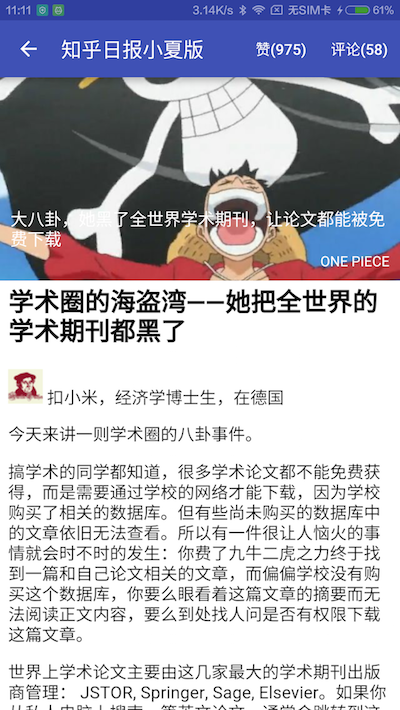 11:11 3.14K/s 无SIM卡 61%
知乎日报小夏版 赞(975) 评论(58)
大八卦，她黑了全世界学术期刊，让论文都能被免
费下载
ONE PIECE
学术圈的海盗湾——她把全世界的
学术期刊都黑了
扣小米，经济学博士生，在德国
今天来讲一则学术圈的八卦事件。
搞学术的同学都知道，很多学术论文都不能免费获
得，而是需要通过学校的网络才能下载，因为学校
购买了相关的数据库。但有些尚未购买的数据库中
的文章依旧无法查看。所以有一件很让人恼火的事
情就会时不时的发生：你费了九牛二虎之力终于找
到一篇和自己论文相关的文章，而偏偏学校没有购
买这个数据库，你要么眼看着这篇文章的摘要而无
法阅读正文内容，要么到处找人问是否有权限下载
这篇文章。
世界上学术论文主要由这几家最大的学术期刊出版
商管理： JSTOR, Springer, Sage, Elsevier。如果你